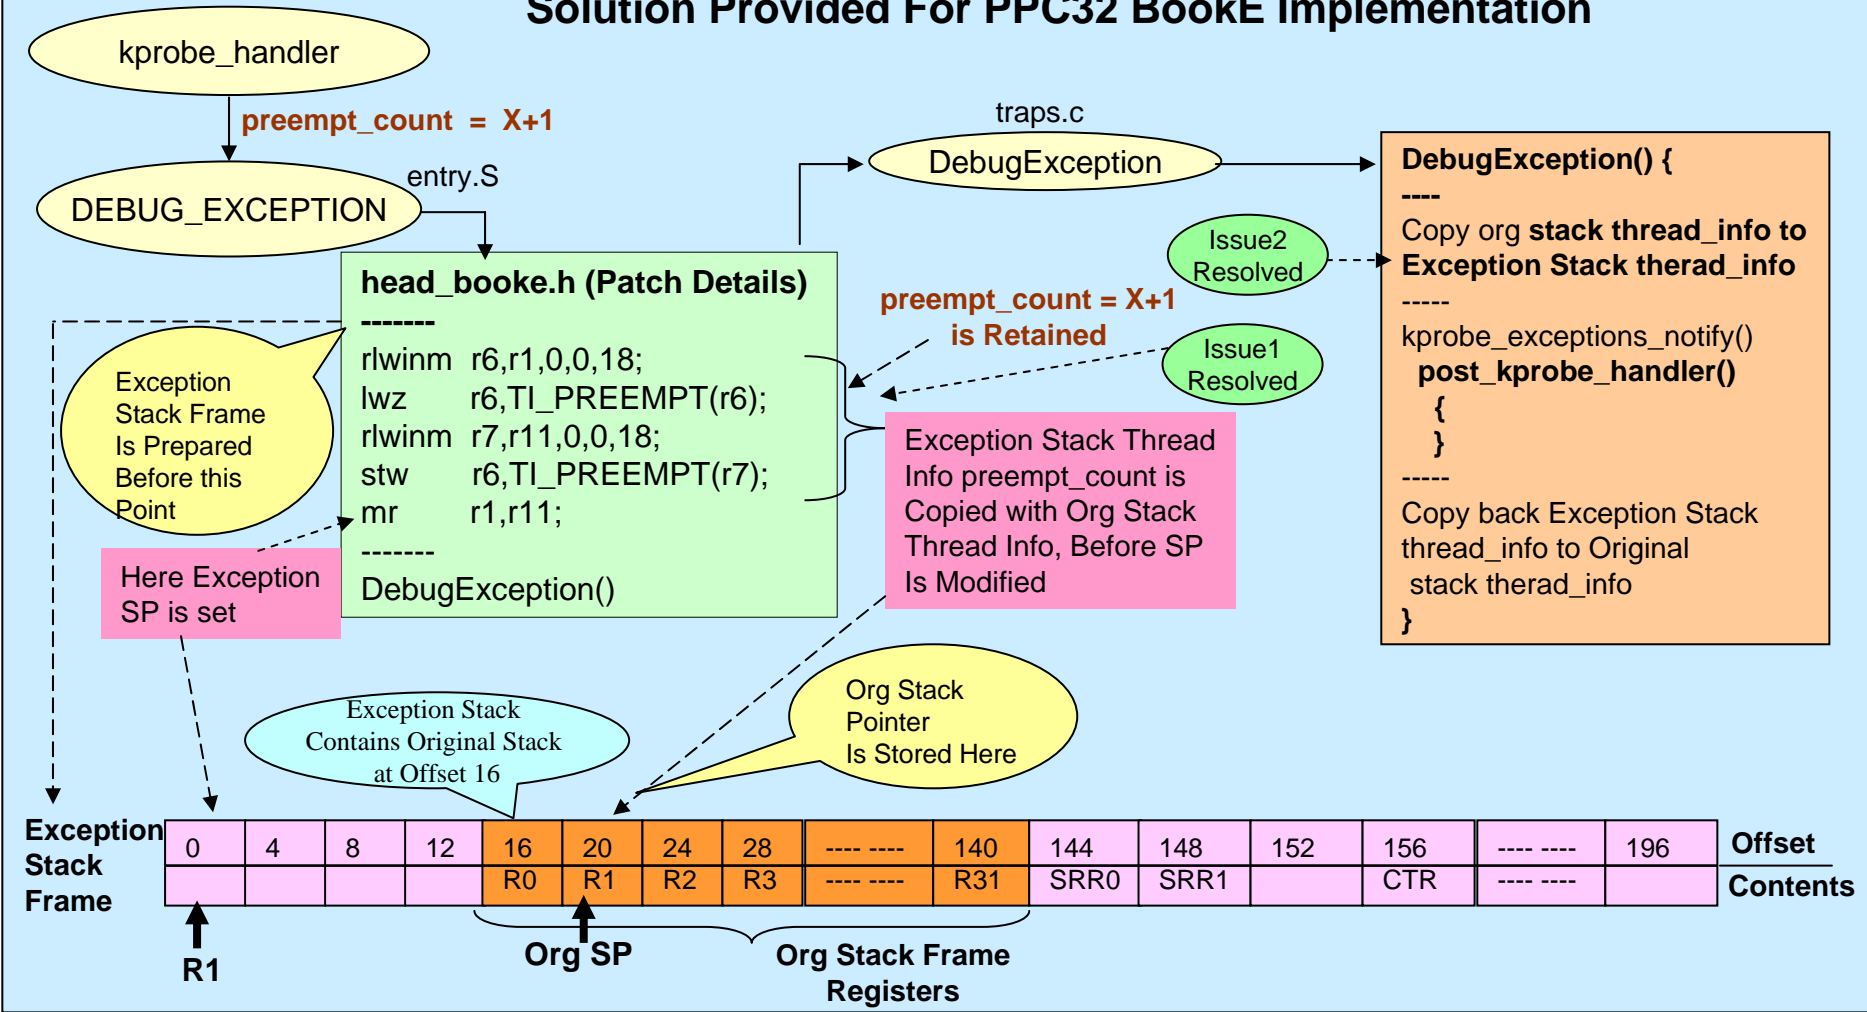 Solution Provided For PPC32 BookE Implementation
kprobe_handler
preempt_count = X+1
DEBUG_EXCEPTION
entry.S
traps.c
DebugException
DebugException() {
----
Copy org stack thread_info to
Exception Stack therad_info
-----
kprobe_exceptions_notify()
post_kprobe_handler()
{
}
-----
Copy back Exception Stack
thread_info to Original
stack therad_info
}
Issue2
Resolved
preempt_count = X+1
is Retained
Issue1
Resolved
head_booke.h (Patch Details)
-------
rlwinm r6,r1,0,0,18;
lwz r6,TI_PREEMPT(r6);
rlwinm r7,r11,0,0,18;
stw r6,TI_PREEMPT(r7);
mr r1,r11;
-------
DebugException()
Exception
Stack Frame
Is Prepared
Before this
Point
Here Exception
SP is set
Exception Stack Thread
Info preempt_count is
Copied with Org Stack
Thread Info, Before SP
Is Modified
Exception Stack
Contains Original Stack
at Offset 16
Org Stack
Pointer
Is Stored Here
Exception
Stack
Frame
0 4 8 12 16 20 24 28 ---- ---- 140 144 148 152 156 ---- ---- 196 Offset
R0 R1 R2 R3 ---- ---- R31 SRR0 SRR1 CTR ---- ---- Contents
R1
Org SP
Org Stack Frame
Registers